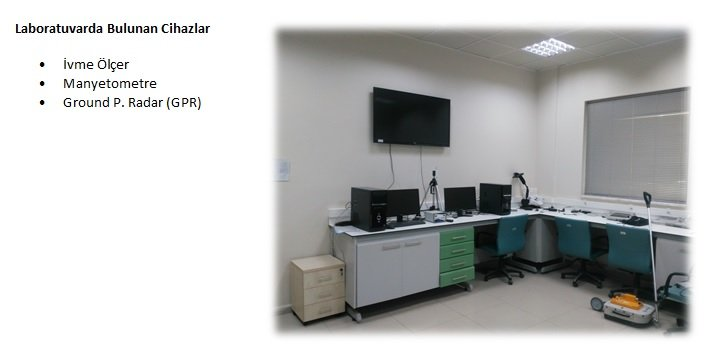 Laboratuvarda Bulunan Cihazlar
• İvme Ölçer
• Manyetometre
• Ground P. Radar (GPR)